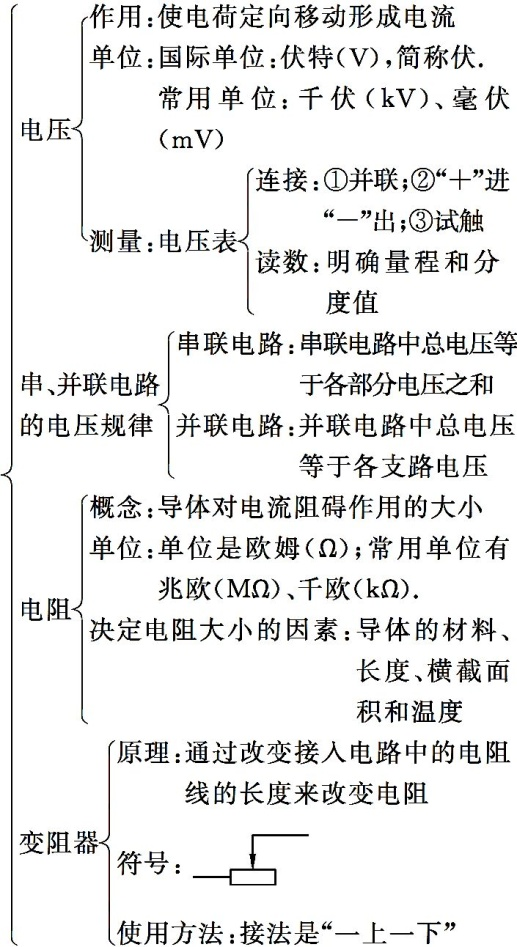 作用:使电荷定向移动形成电流
单位:国际单位:伏特(V),简称伏.
常用单位:千伏(kV)、毫伏
电压
(mV)
连接:①并联;②“+”进
“—”出;③试触
测量:电压表
读数:明确量程和分
度值
串联电路:串联电路中总电压等
于各部分电压之和
串、并联电路
的电压规律
并联电路:并联电路中总电压
等于各支路电压
概念:导体对电流阻碍作用的大小
单位:单位是欧姆(Ω);常用单位有
兆欧(MΩ)、千欧(kΩ).
电阻
决定电阻大小的因素:导体的材料、
长度、横截面
积和温度
原理:通过改变接入电路中的电阻
线的长度来改变电阻
变阻器
符号:
使用方法:接法是“一上一下”